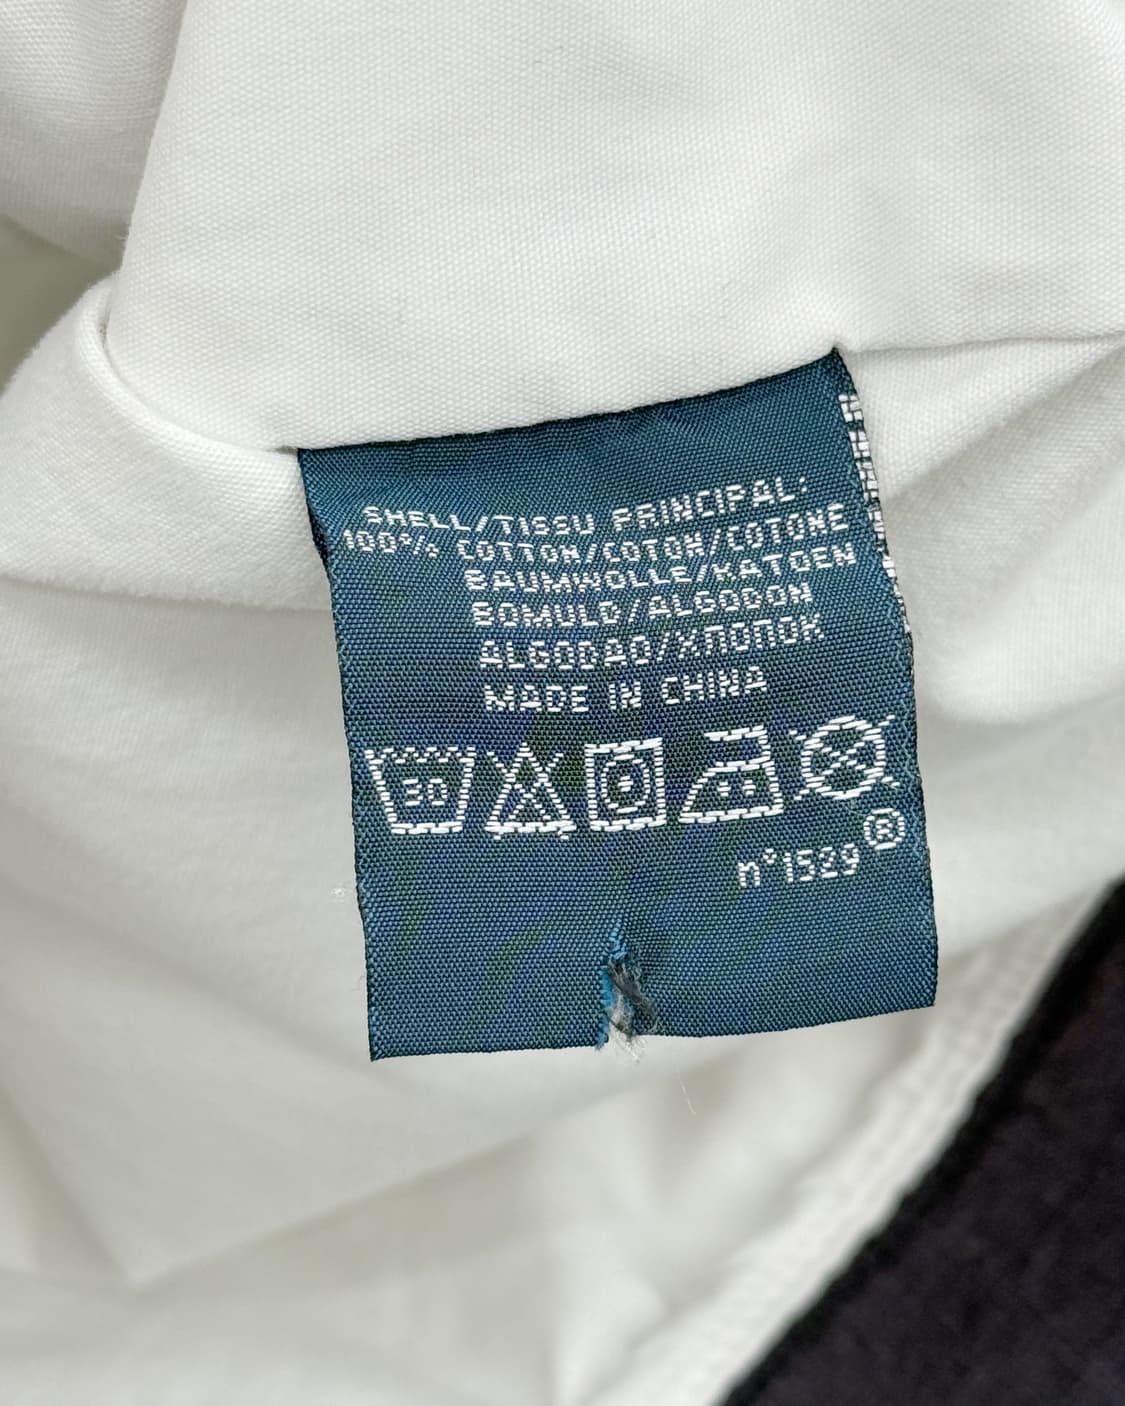 SHELL/TISSU PRINCIPAL:
100% COTTON/COTON/COTONE
BAUMWOLLE/KATOEN
BOMULD/ALGODON
ALGODAO/ХЛОПОК
MADE IN CHINA
30
®
n°1529